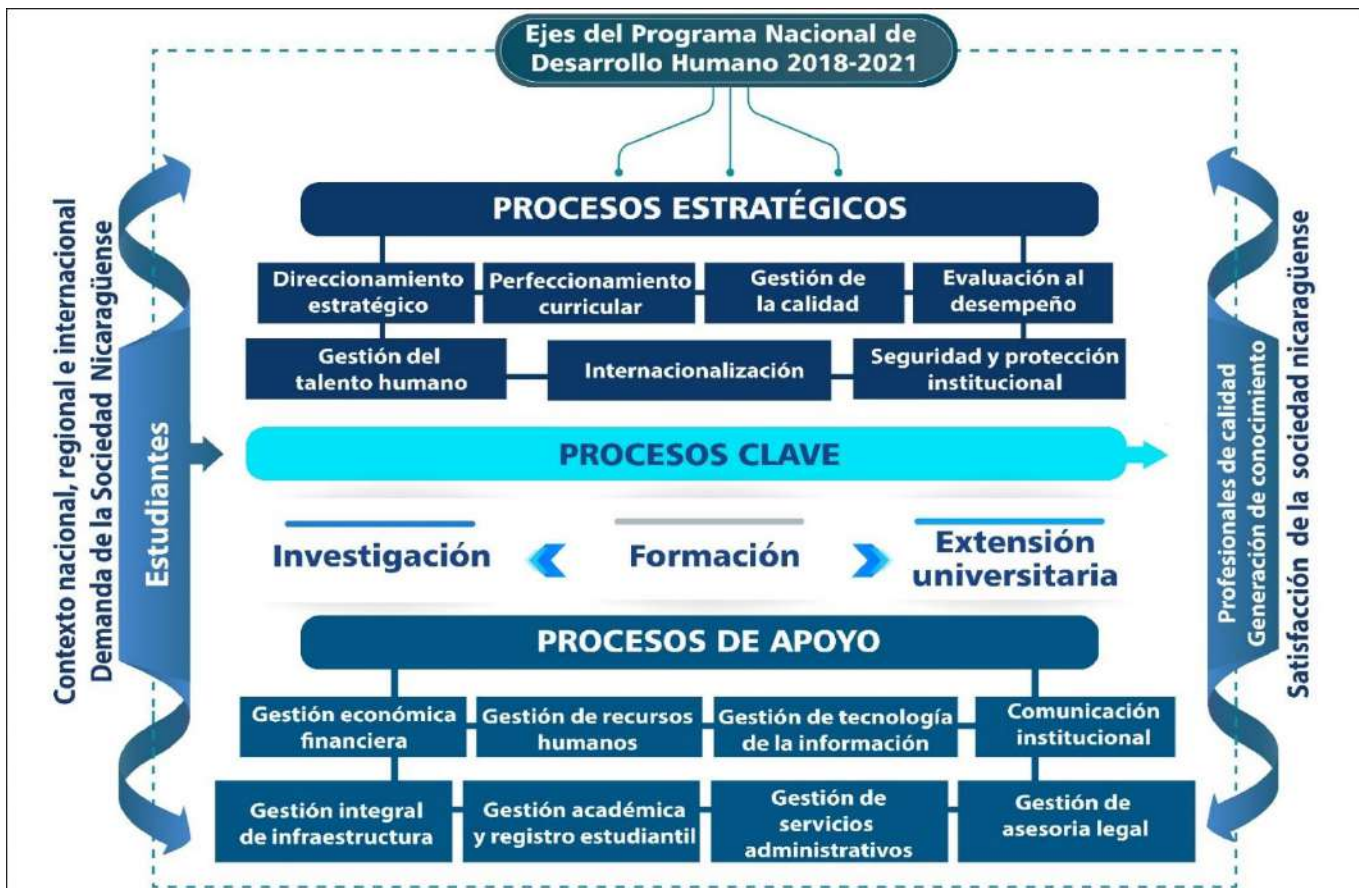 Ejes del Programa Nacional de
Desarrollo Humano 2018-2021
Contexto nacional, regional e internacional
Demanda de la Sociedad Nicaragüense
Estudiantes
PROCESOS ESTRATÉGICOS
Direccionamiento
estratégico
Perfeccionamiento
curricular
Gestión de
la calidad
Evaluación al
desempeño
Gestión del
talento humano
Internacionalización
Seguridad y protección
institucional
PROCESOS CLAVE
Investigación
Formación
Extensión
universitaria
PROCESOS DE APOYO
Gestión económica
financiera
Gestión de recursos
humanos
Gestión de tecnología
de la información
Comunicación
institucional
Gestión integral
de infraestructura
Gestión académica
y registro estudiantil
Gestión de
servicios
administrativos
Gestión de
asesoria legal
Profesionales de calidad
Generación de conocimiento
Satisfacción de la sociedad nicaragüense